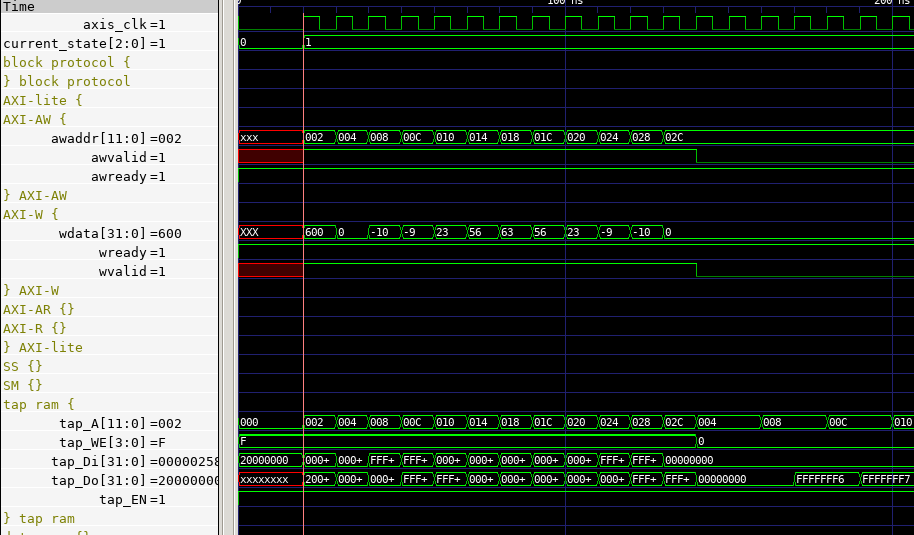 Time 0 100 ns 200 ns
axis_clk=1
current_state[2:0]=1 0 1
block protocol {
} block protocol
AXI-lite {
AXI-AW {
awaddr[11:0]=002 xxx 002 004 008 00C 010 014 018 01C 020 024 028 02C
awvalid=1
awready=1
} AXI-AW
AXI-W {
wdata[31:0]=600 XXX 600 0 -10 -9 23 56 63 56 23 -9 -10 0
wready=1
wvalid=1
} AXI-W
AXI-AR {}
AXI-R {}
} AXI-lite
SS {}
SM {}
tap ram {
tap_A[11:0]=002 000 002 004 008 00C 010 014 018 01C 020 024 028 02C 004 008 00C 010
tap_WE[3:0]=F F 0
tap_Di[31:0]=00000258 20000000 000+ 000+ FFF+ FFF+ 000+ 000+ 000+ 000+ 000+ FFF+ FFF+ 00000000
tap_Do[31:0]=20000000 xxxxxxxx 200+ 000+ 000+ FFF+ FFF+ 000+ 000+ 000+ 000+ 000+ FFF+ FFF+ 00000000 FFFFFFF6 FFFFFFF7
tap_EN=1
} tap ram